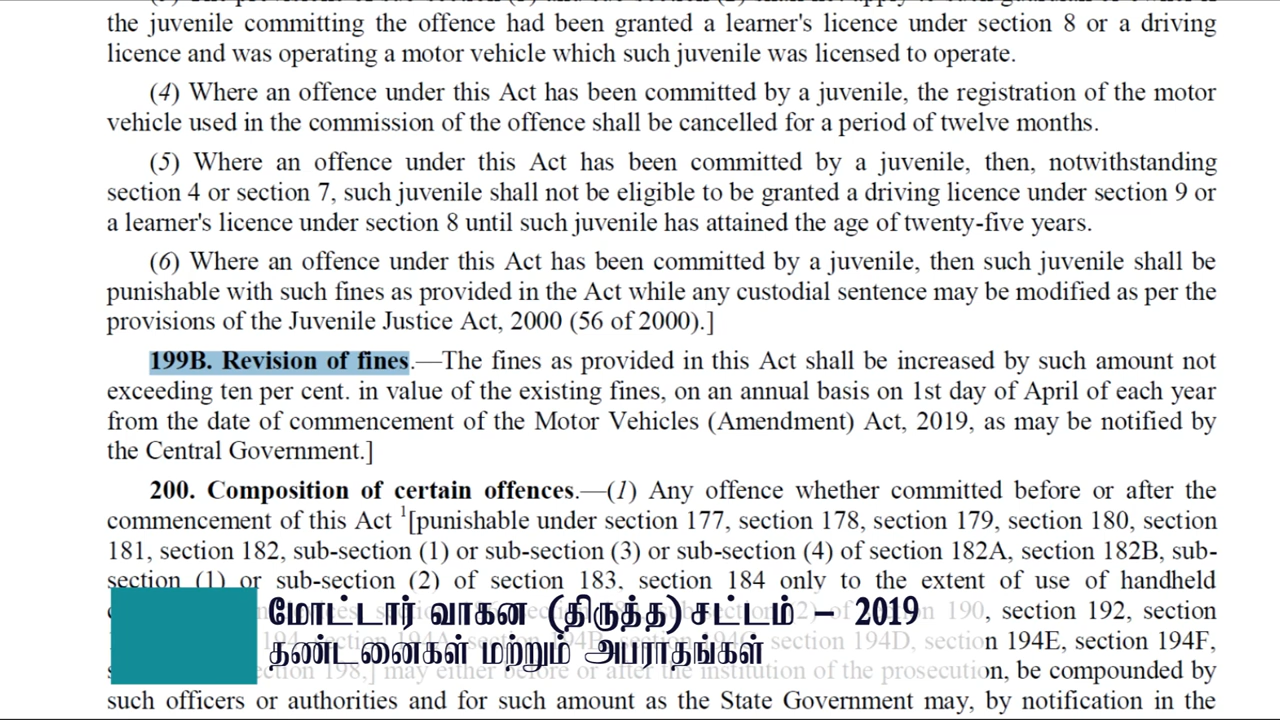 the juvenile committing the offence had been granted a learner's licence under section 8 or a driving
licence and was operating a motor vehicle which such juvenile was licensed to operate.
(4) Where an offence under this Act has been committed by a juvenile, the registration of the motor
vehicle used in the commission of the offence shall be cancelled for a period of twelve months.
(5) Where an offence under this Act has been committed by a juvenile, then, notwithstanding
section 4 or section 7, such juvenile shall not be eligible to be granted a driving licence under section 9 or
a learner's licence under section 8 until such juvenile has attained the age of twenty-five years.
(6) Where an offence under this Act has been committed by a juvenile, then such juvenile shall be
punishable with such fines as provided in the Act while any custodial sentence may be modified as per the
provisions of the Juvenile Justice Act, 2000 (56 of 2000).]
199B. Revision of fines.—The fines as provided in this Act shall be increased by such amount not
exceeding ten per cent. in value of the existing fines, on an annual basis on 1st day of April of each year
from the date of commencement of the Motor Vehicles (Amendment) Act, 2019, as may be notified by
the Central Government.]
200. Composition of certain offences.—(1) Any offence whether committed before or after the
commencement of this Act 1[punishable under section 177, section 178, section 179, section 180, section
181, section 182, sub-section (1) or sub-section (3) or sub-section (4) of section 182A, section 182B, sub-
section (1) or sub-section (2) of section 183, section 184 only to the extent of use of handheld
190, section 192, section
மோட்டார் வாகன (திருத்த) சட்டம் – 2019
section 194D, section 194E, section 194F,
தண்டனைகள் மற்றும் அபராதங்கள்
section 198,] may either before or after the institution of the prosecution, be compounded by
such officers or authorities and for such amount as the State Government may, by notification in the